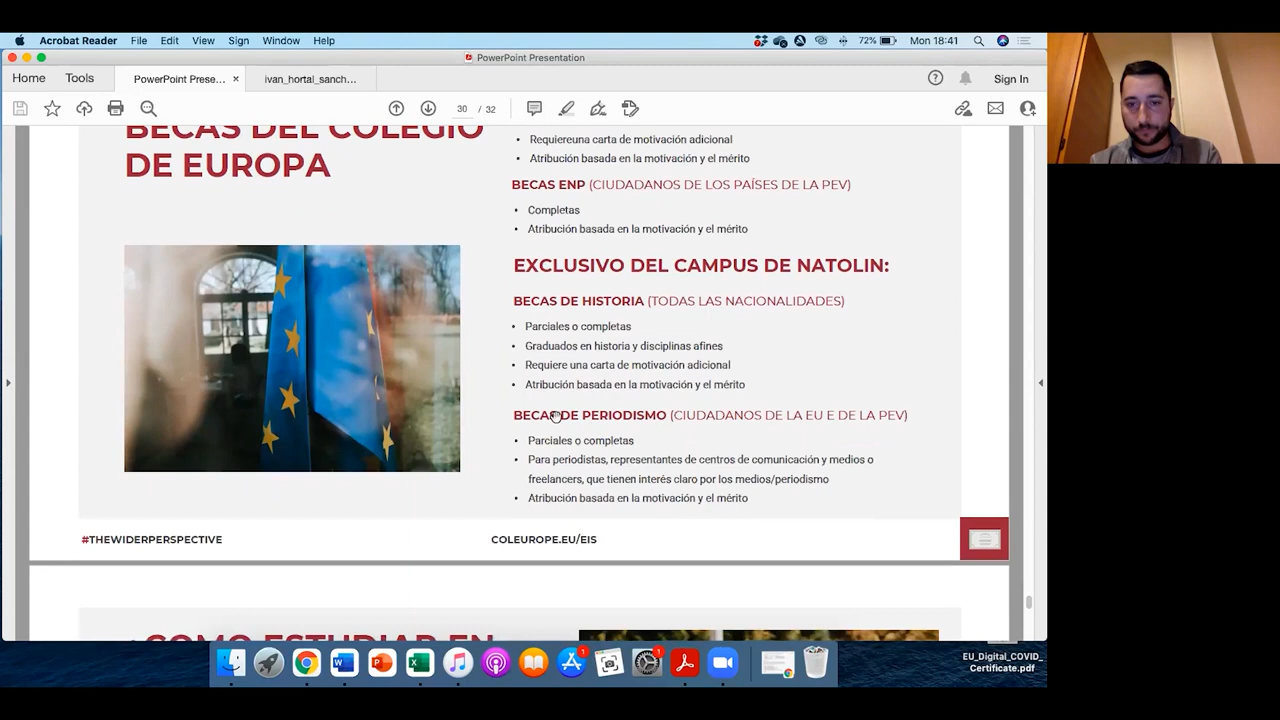 Acrobat Reader File Edit View Sign Window Help 72% Mon 18:41
PowerPoint Presentation
Home Tools PowerPoint Prese... × ivan_hortal_sanch... Sign In
30 / 32
BECAS DEL COLEGIO
DE EUROPA
• Requiereuna carta de motivación adicional
• Atribución basada en la motivación y el mérito
BECAS ENP (CIUDADANOS DE LOS PAÍSES DE LA PEV)
• Completas
• Atribución basada en la motivación y el mérito
EXCLUSIVO DEL CAMPUS DE NATOLIN:
BECAS DE HISTORIA (TODAS LAS NACIONALIDADES)
• Parciales o completas
• Graduados en historia y disciplinas afines
• Requiere una carta de motivación adicional
• Atribución basada en la motivación y el mérito
BECAS DE PERIODISMO (CIUDADANOS DE LA EU E DE LA PEV)
• Parciales o completas
• Para periodistas, representantes de centros de comunicación y medios o
freelancers, que tienen interés claro por los medios/periodismo
• Atribución basada en la motivación y el mérito
#THEWIDERPERSPECTIVE COLEUROPE.EU/EIS
COMO ESTUDIAR EN
EU_Digital_COVID_
Certificate.pdf